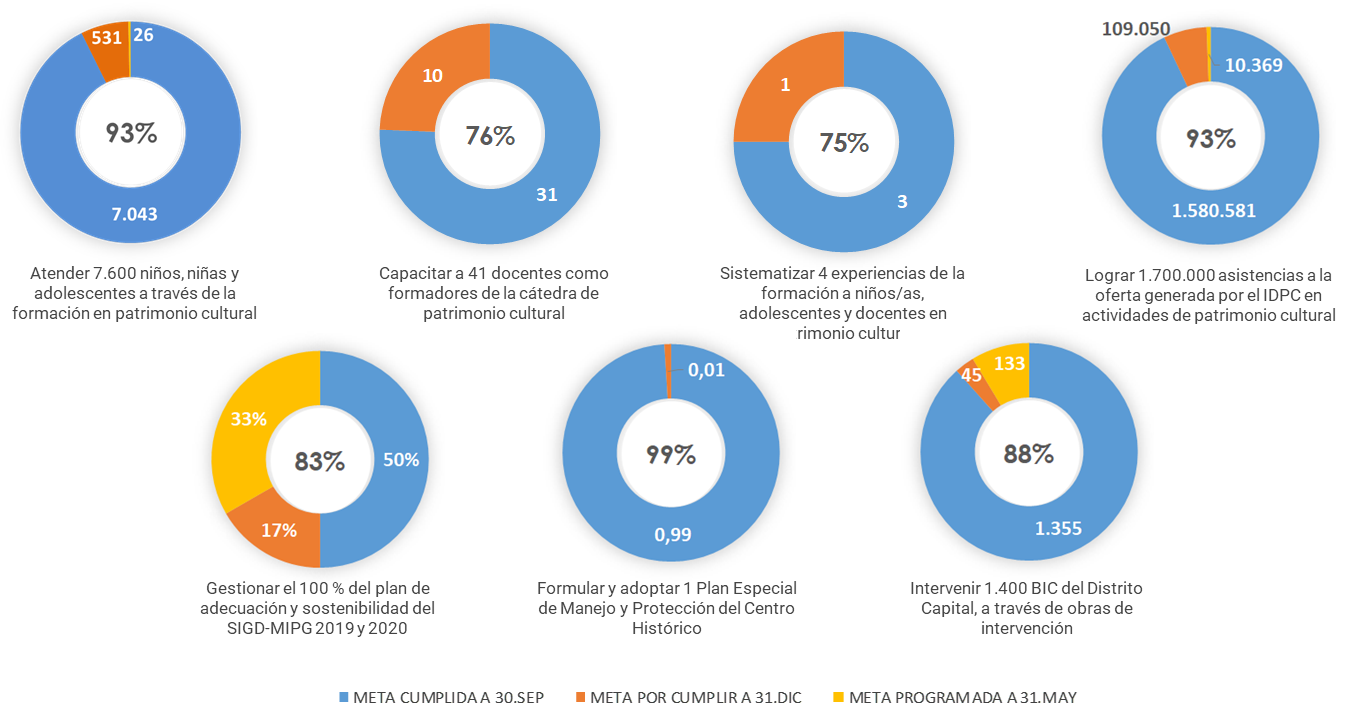 531
26
93%
7.043
Atender 7.600 niños, niñas y
adolescentes a través de la
formación en patrimonio cultural
10
76%
31
Capacitar a 41 docentes como
formadores de la cátedra de
patrimonio cultural
1
75%
3
Sistematizar 4 experiencias de la
formación a niños/as,
adolescentes y docentes en
rimonio cultur
109.050
10.369
93%
1.580.581
Lograr 1.700.000 asistencias a la
oferta generada por el IDPC en
actividades de patrimonio cultural
33%
83%
50%
17%
Gestionar el 100 % del plan de
adecuación y sostenibilidad del
SIGD-MIPG 2019 y 2020
0,01
99%
0,99
Formular y adoptar 1 Plan Especial
de Manejo y Protección del Centro
Histórico
45
133
88%
1.355
Intervenir 1.400 BIC del Distrito
Capital, a través de obras de
intervención
META CUMPLIDA A 30.SEP
META POR CUMPLIR A 31.DIC
META PROGRAMADA A 31.MAY